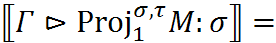 ⟦Γ ⊳ Proj₁^{σ,τ} M: σ⟧ =